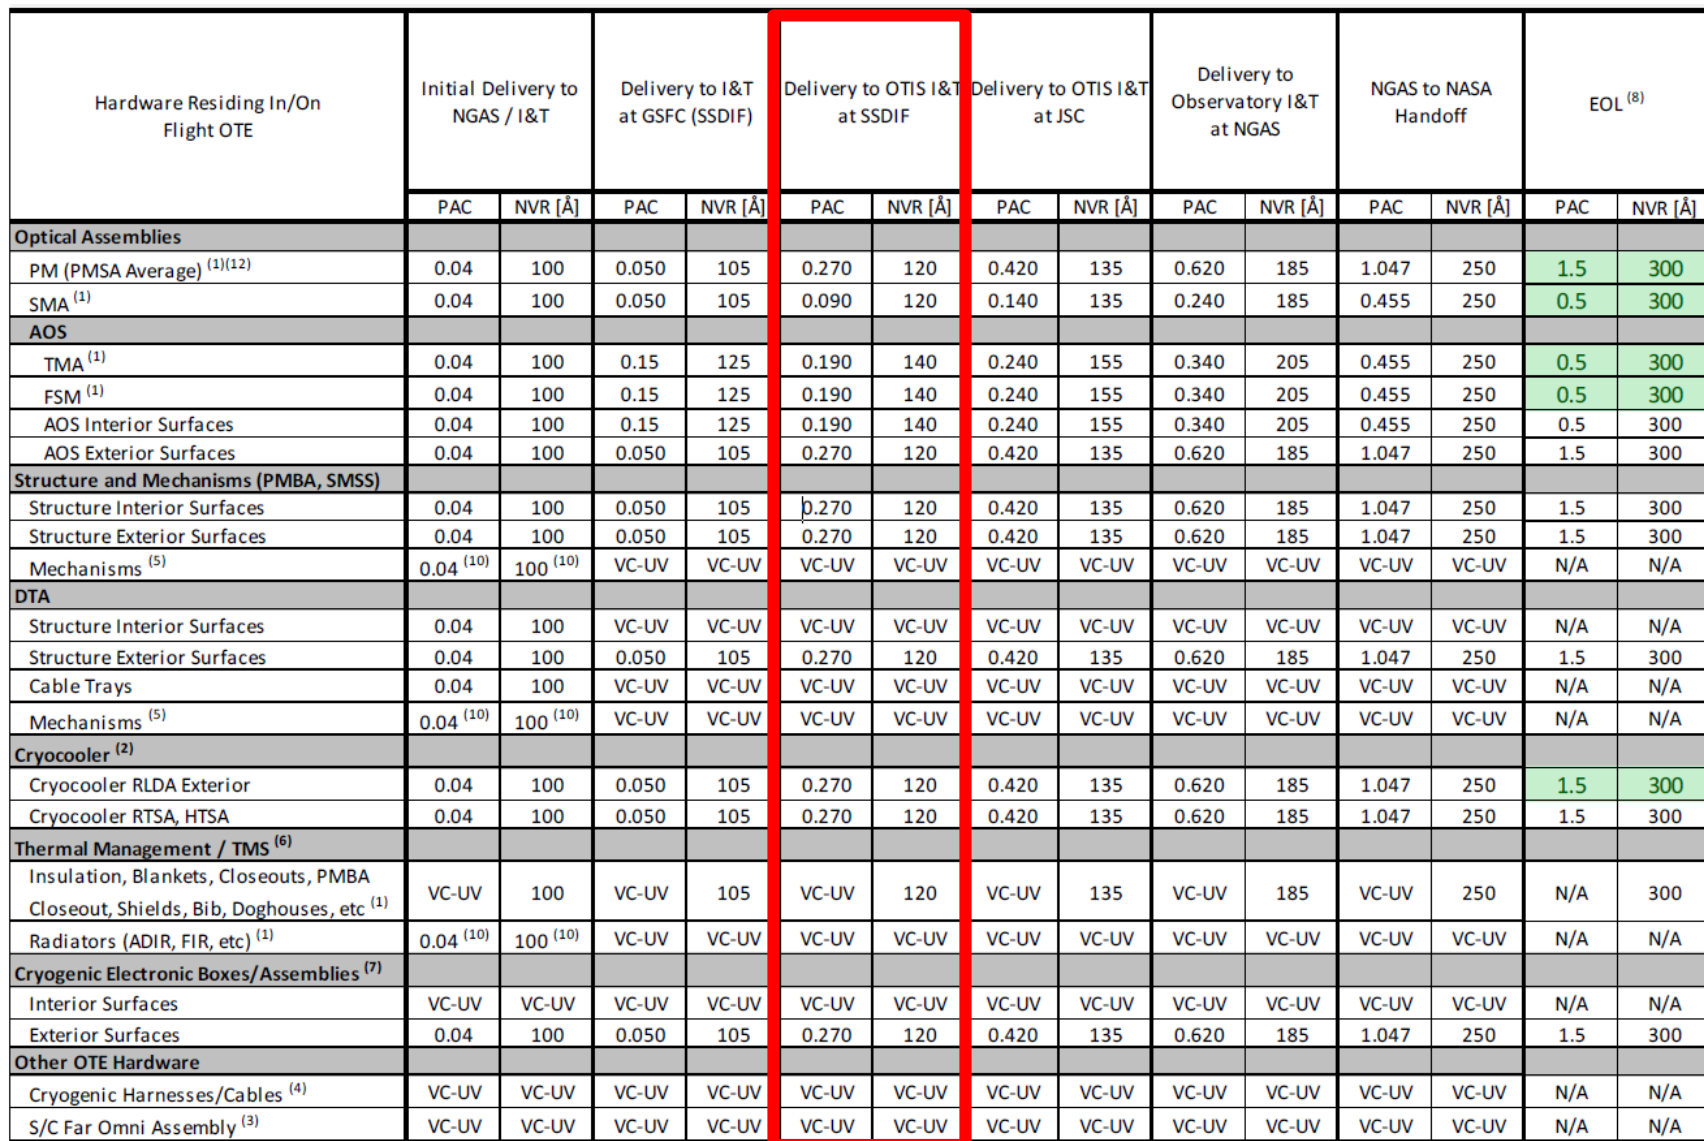 Hardware Residing In/On Flight OTE | Initial Delivery to NGAS / I&T | Delivery to I&T at GSFC (SSDIF) | Delivery to OTIS I&T at SSDIF | Delivery to OTIS I&T at JSC | Delivery to Observatory I&T at NGAS | NGAS to NASA Handoff | EOL (8)
PAC NVR [Å] PAC NVR [Å] PAC NVR [Å] PAC NVR [Å] PAC NVR [Å] PAC NVR [Å] PAC NVR [Å]
Optical Assemblies
PM (PMSA Average) (1)(12) 0.04 100 0.050 105 0.270 120 0.420 135 0.620 185 1.047 250 1.5 300
SMA (1) 0.04 100 0.050 105 0.090 120 0.140 135 0.240 185 0.455 250 0.5 300
AOS
TMA (1) 0.04 100 0.15 125 0.190 140 0.240 155 0.340 205 0.455 250 0.5 300
FSM (1) 0.04 100 0.15 125 0.190 140 0.240 155 0.340 205 0.455 250 0.5 300
AOS Interior Surfaces 0.04 100 0.15 125 0.190 140 0.240 155 0.340 205 0.455 250 0.5 300
AOS Exterior Surfaces 0.04 100 0.050 105 0.270 120 0.420 135 0.620 185 1.047 250 1.5 300
Structure and Mechanisms (PMBA, SMSS)
Structure Interior Surfaces 0.04 100 0.050 105 0.270 120 0.420 135 0.620 185 1.047 250 1.5 300
Structure Exterior Surfaces 0.04 100 0.050 105 0.270 120 0.420 135 0.620 185 1.047 250 1.5 300
Mechanisms (5) 0.04 (10) 100 (10) VC-UV VC-UV VC-UV VC-UV VC-UV VC-UV VC-UV VC-UV VC-UV VC-UV N/A N/A
DTA
Structure Interior Surfaces 0.04 100 VC-UV VC-UV VC-UV VC-UV VC-UV VC-UV VC-UV VC-UV VC-UV VC-UV N/A N/A
Structure Exterior Surfaces 0.04 100 0.050 105 0.270 120 0.420 135 0.620 185 1.047 250 1.5 300
Cable Trays 0.04 100 VC-UV VC-UV VC-UV VC-UV VC-UV VC-UV VC-UV VC-UV VC-UV VC-UV N/A N/A
Mechanisms (5) 0.04 (10) 100 (10) VC-UV VC-UV VC-UV VC-UV VC-UV VC-UV VC-UV VC-UV VC-UV VC-UV N/A N/A
Cryocooler (2)
Cryocooler RLDA Exterior 0.04 100 0.050 105 0.270 120 0.420 135 0.620 185 1.047 250 1.5 300
Cryocooler RTSA, HTSA 0.04 100 0.050 105 0.270 120 0.420 135 0.620 185 1.047 250 1.5 300
Thermal Management / TMS (6)
Insulation, Blankets, Closeouts, PMBA
Closeout, Shields, Bib, Doghouses, etc (1) VC-UV 100 VC-UV 105 VC-UV 120 VC-UV 135 VC-UV 185 VC-UV 250 N/A 300
Radiators (ADIR, FIR, etc) (1) 0.04 (10) 100 (10) VC-UV VC-UV VC-UV VC-UV VC-UV VC-UV VC-UV VC-UV VC-UV VC-UV N/A N/A
Cryogenic Electronic Boxes/Assemblies (7)
Interior Surfaces VC-UV VC-UV VC-UV VC-UV VC-UV VC-UV VC-UV VC-UV VC-UV VC-UV VC-UV VC-UV N/A N/A
Exterior Surfaces 0.04 100 0.050 105 0.270 120 0.420 135 0.620 185 1.047 250 1.5 300
Other OTE Hardware
Cryogenic Harnesses/Cables (4) VC-UV VC-UV VC-UV VC-UV VC-UV VC-UV VC-UV VC-UV VC-UV VC-UV VC-UV VC-UV N/A N/A
S/C Far Omni Assembly (3) VC-UV VC-UV VC-UV VC-UV VC-UV VC-UV VC-UV VC-UV VC-UV VC-UV VC-UV VC-UV N/A N/A